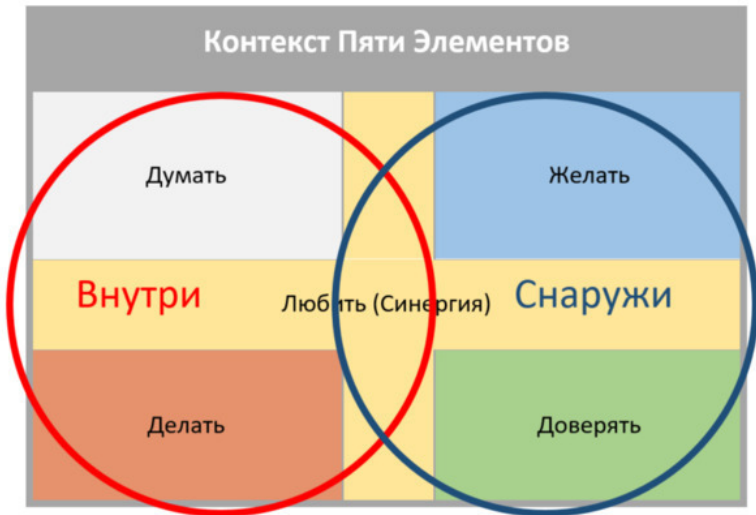 Контекст Пяти Элементов
Думать
Желать
Внутри
Любить (Синергия)
Снаружи
Делать
Доверять